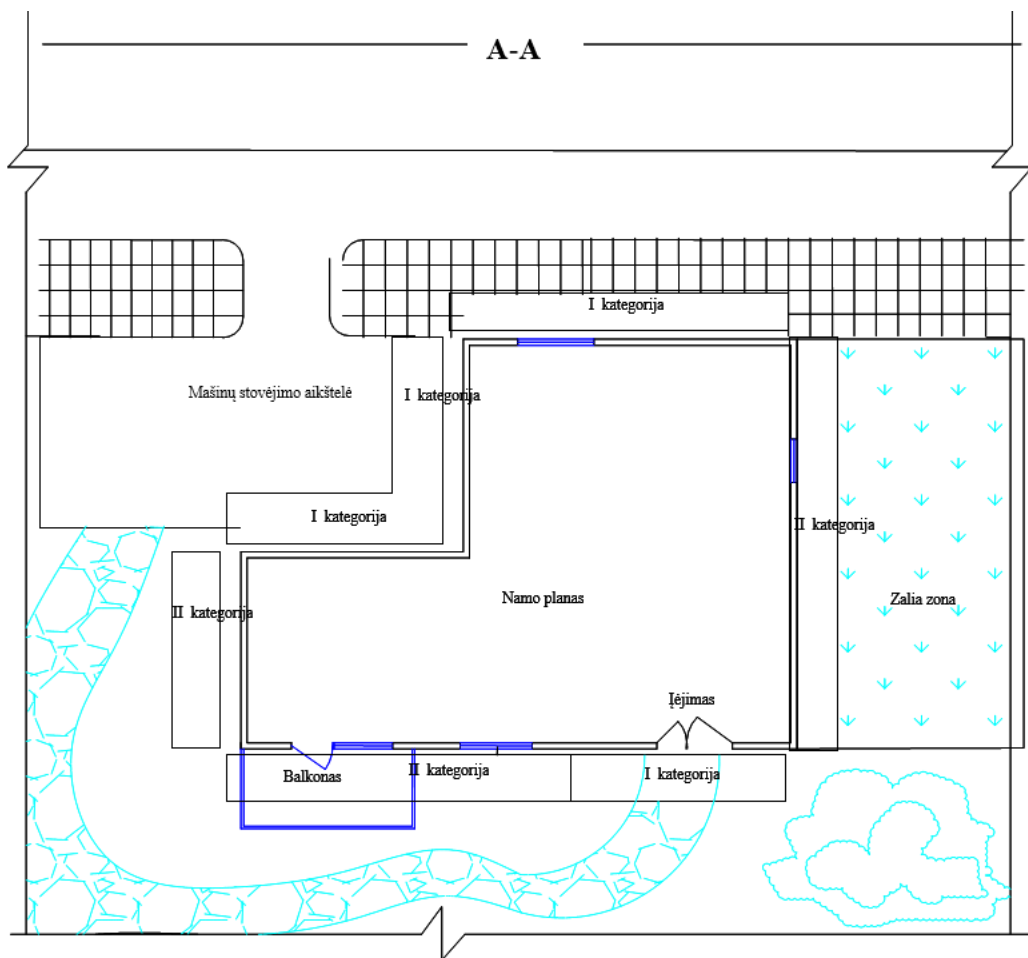 A-A
I kategorija
Mašinų stovėjimo aikštelė
I kategorija
I kategorija
II kategorija
II kategorija
Namo planas
Zalia zona
Įėjimas
Balkonas
II kategorija
I kategorija